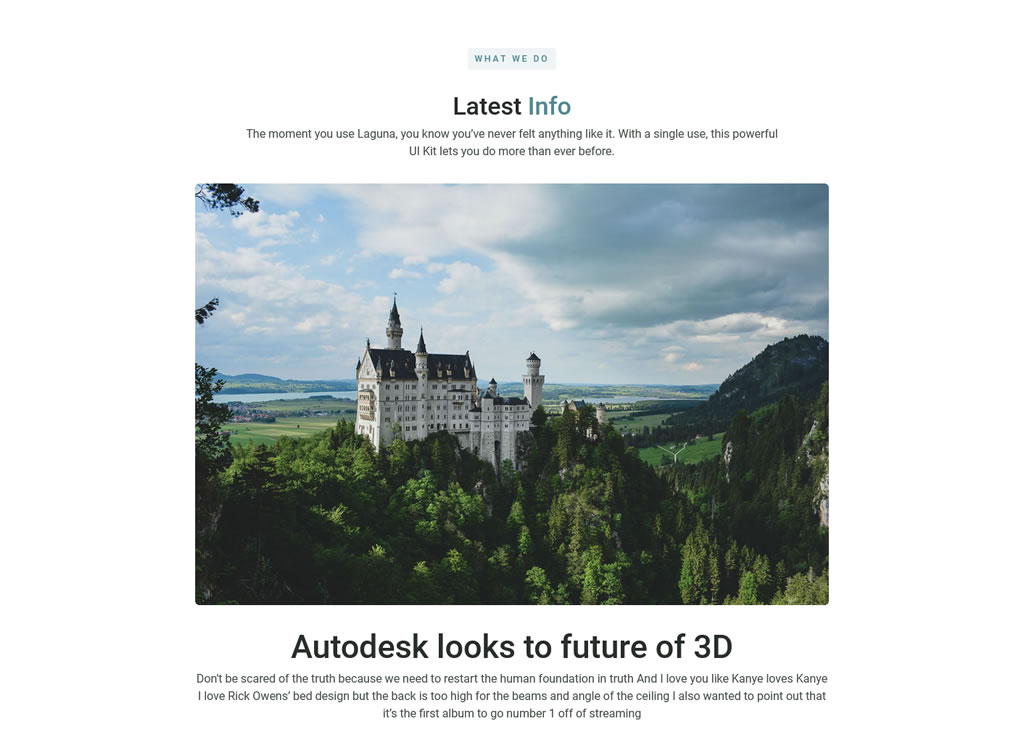 WHAT WE DO
Latest Info
The moment you use Laguna, you know you’ve never felt anything like it. With a single use, this powerful
UI Kit lets you do more than ever before.
Autodesk looks to future of 3D
Don't be scared of the truth because we need to restart the human foundation in truth And I love you like Kanye loves Kanye
I love Rick Owens’ bed design but the back is too high for the beams and angle of the ceiling I also wanted to point out that
it’s the first album to go number 1 off of streaming